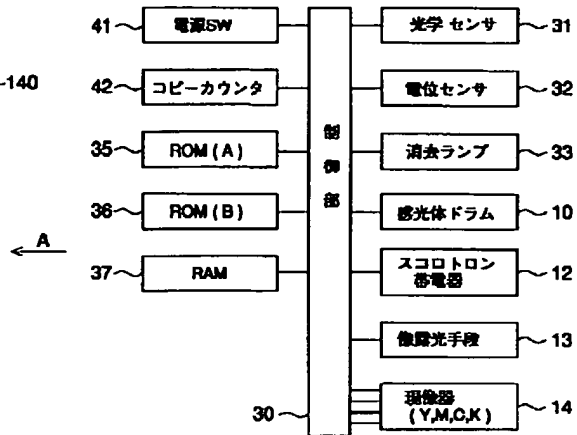 41 電源SW
42 コピーカウンタ
35 ROM(A)
36 ROM(B)
37 RAM
-140
A
制御部
30
光学センサ 31
電位センサ 32
消去ランプ 33
感光体ドラム 10
スコロトロン
帯電器 12
像露光手段 13
現像器
(Y,M,C,K) 14